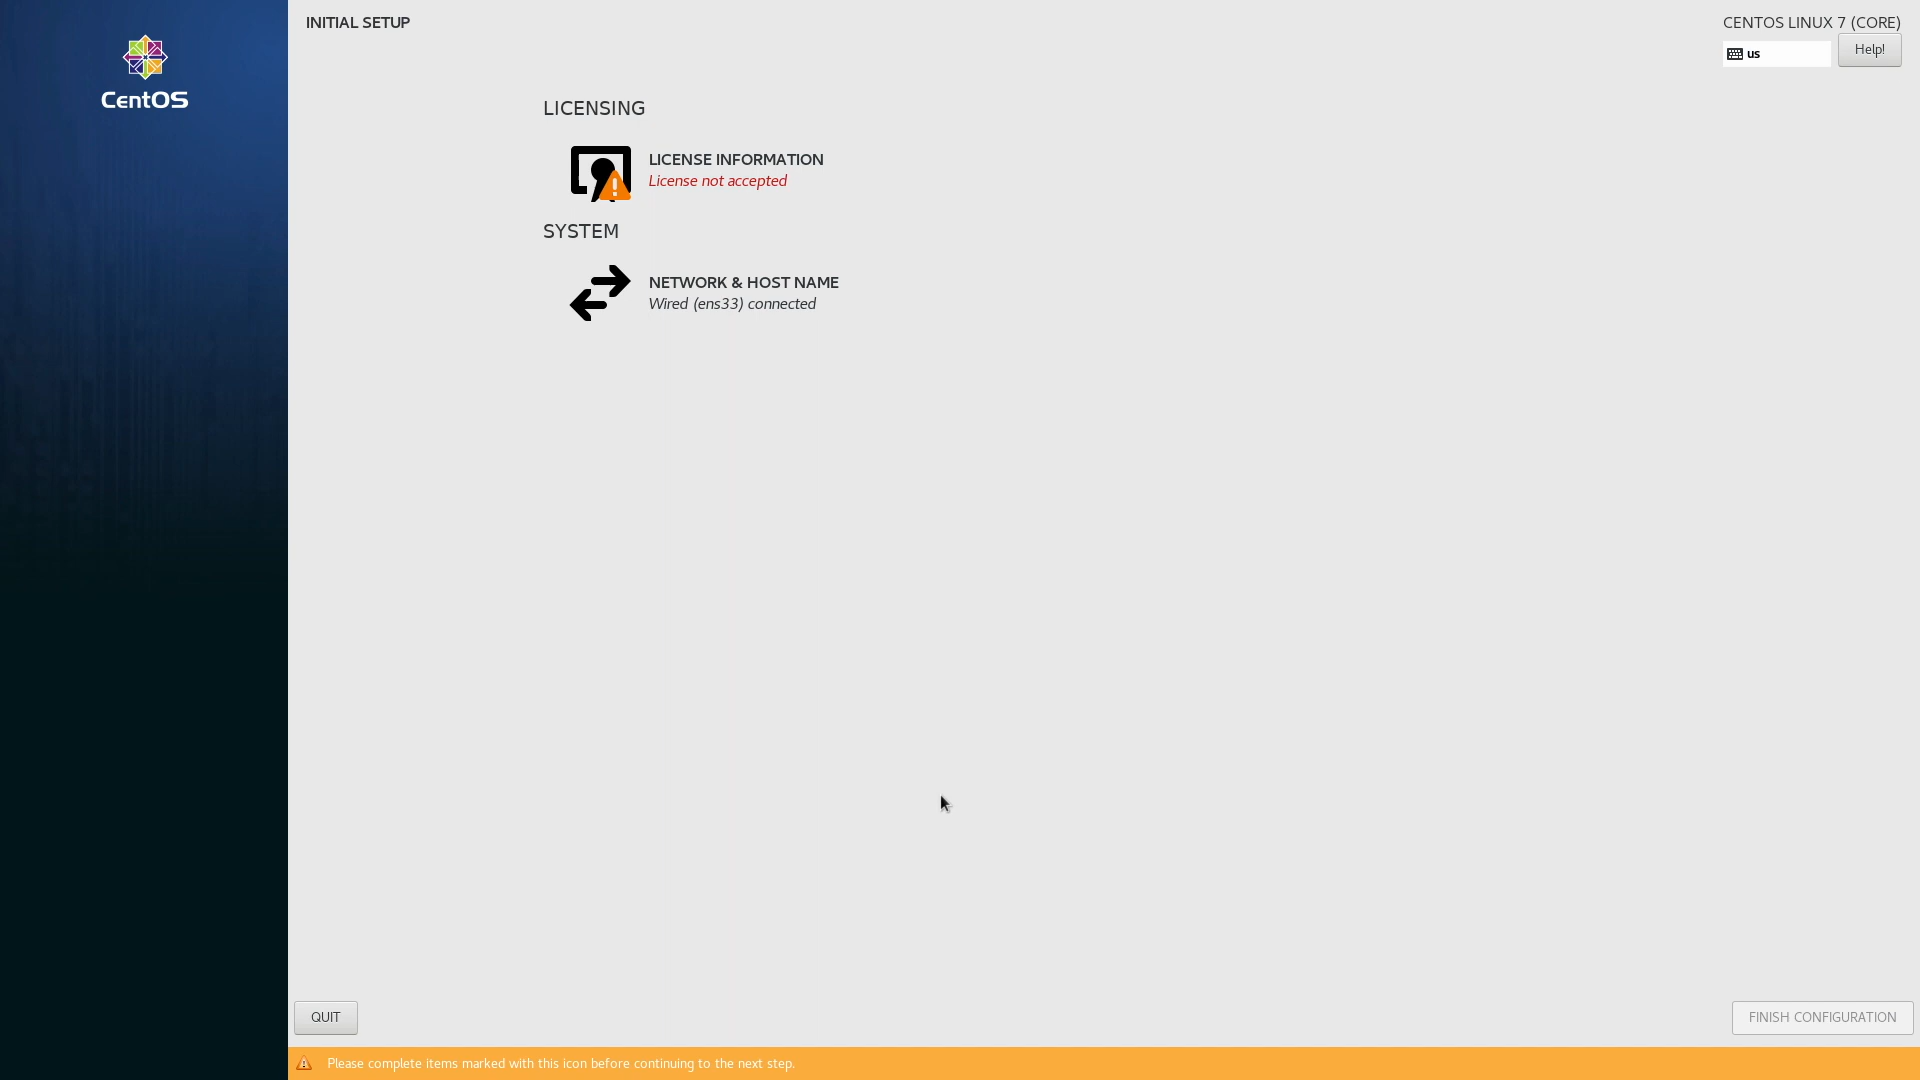 INITIAL SETUP
CENTOS LINUX 7 (CORE)
us
Help!
CentOS
LICENSING
LICENSE INFORMATION
License not accepted
SYSTEM
NETWORK & HOST NAME
Wired (ens33) connected
QUIT
FINISH CONFIGURATION
Please complete items marked with this icon before continuing to the next step.